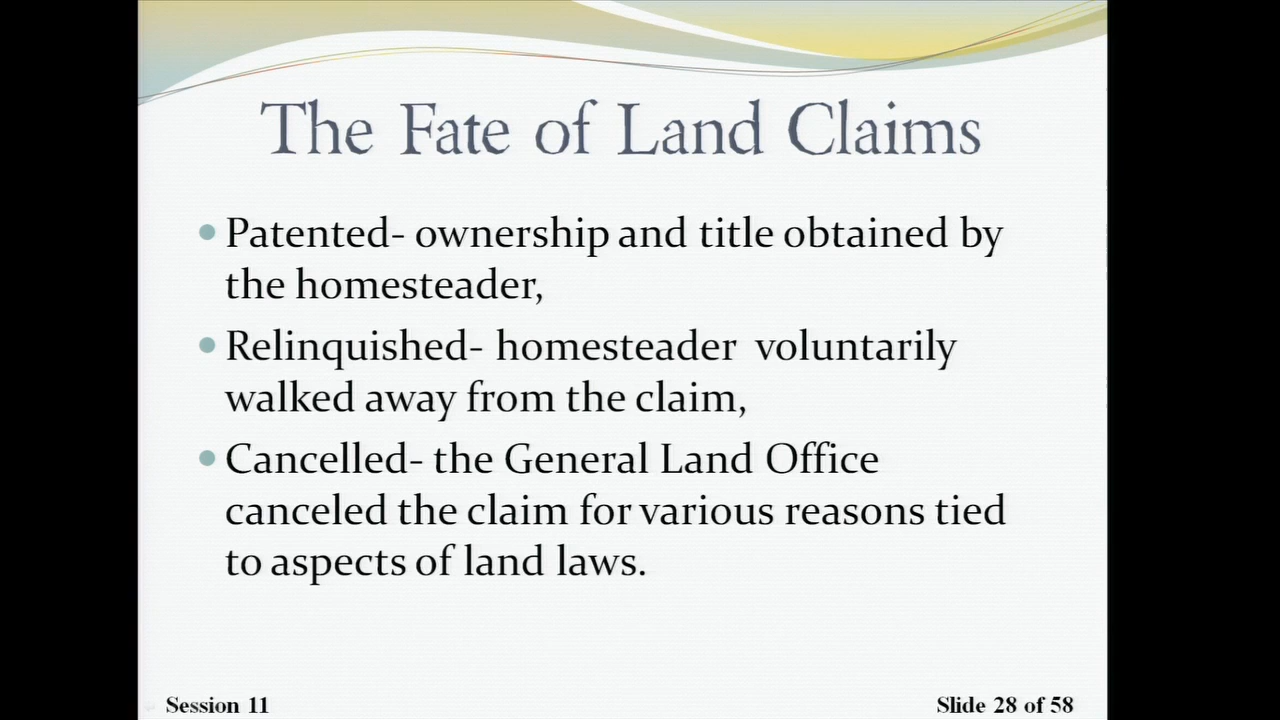 The Fate of Land Claims
Patented- ownership and title obtained by
the homesteader,
Relinquished- homesteader voluntarily
walked away from the claim,
Cancelled- the General Land Office
canceled the claim for various reasons tied
to aspects of land laws.
Session 11
Slide 28 of 58